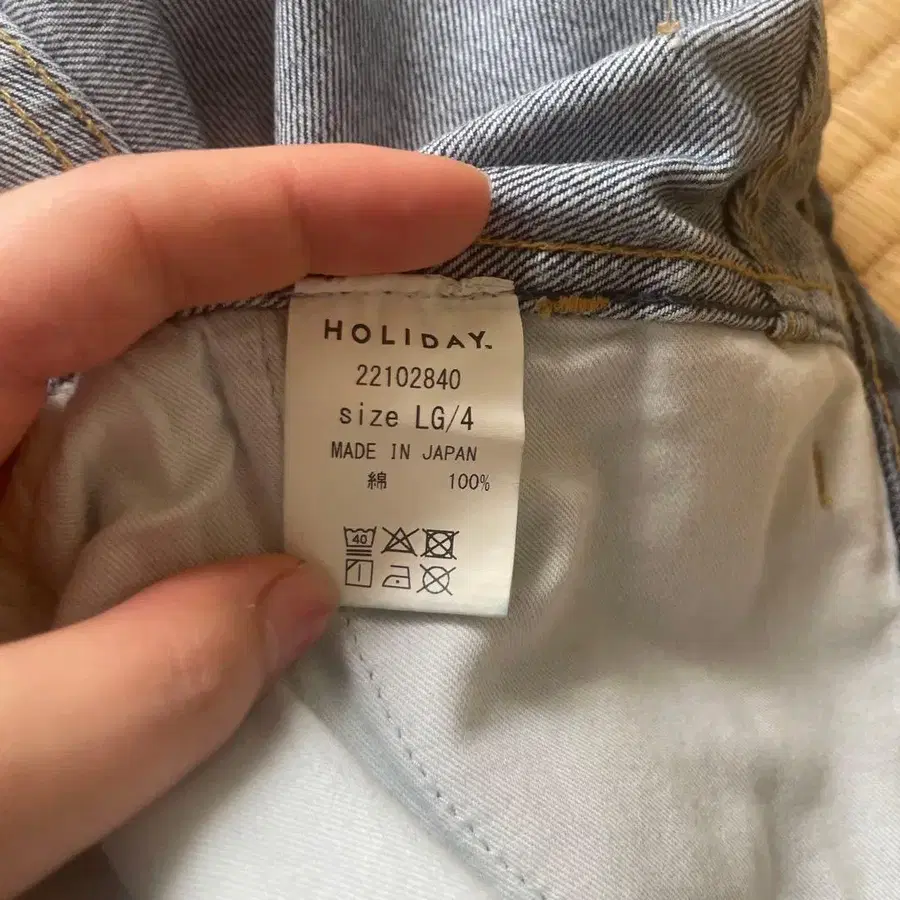 HOLIDAY.
22102840
size LG/4
MADE IN JAPAN
綿 100%
40